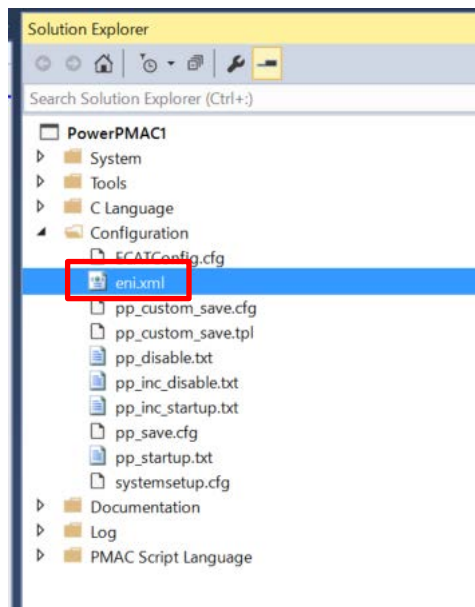 Solution Explorer
Search Solution Explorer (Ctrl+:)
PowerPMAC1
System
Tools
C Language
Configuration
ECATConfig.cfg
eni.xml
pp_custom_save.cfg
pp_custom_save.tpl
pp_disable.txt
pp_inc_disable.txt
pp_inc_startup.txt
pp_save.cfg
pp_startup.txt
systemsetup.cfg
Documentation
Log
PMAC Script Language